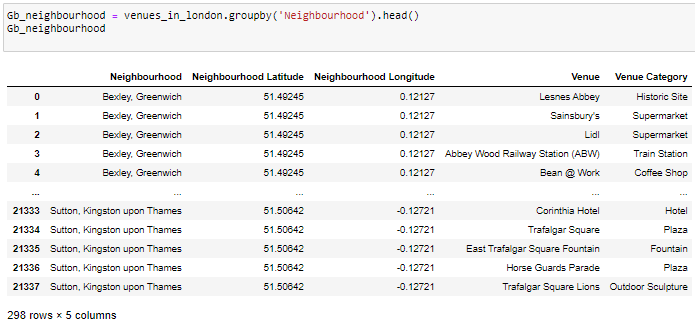 Gb_neighbourhood = venues_in_london.groupby('Neighbourhood').head()
Gb_neighbourhood
Neighbourhood Neighbourhood Latitude Neighbourhood Longitude Venue Venue Category
0 Bexley, Greenwich 51.49245 0.12127 Lesnes Abbey Historic Site
1 Bexley, Greenwich 51.49245 0.12127 Sainsbury's Supermarket
2 Bexley, Greenwich 51.49245 0.12127 Lidl Supermarket
3 Bexley, Greenwich 51.49245 0.12127 Abbey Wood Railway Station (ABW) Train Station
4 Bexley, Greenwich 51.49245 0.12127 Bean @ Work Coffee Shop
... ... ... ... ... ...
21333 Sutton, Kingston upon Thames 51.50642 -0.12721 Corinthia Hotel Hotel
21334 Sutton, Kingston upon Thames 51.50642 -0.12721 Trafalgar Square Plaza
21335 Sutton, Kingston upon Thames 51.50642 -0.12721 East Trafalgar Square Fountain Fountain
21336 Sutton, Kingston upon Thames 51.50642 -0.12721 Horse Guards Parade Plaza
21337 Sutton, Kingston upon Thames 51.50642 -0.12721 Trafalgar Square Lions Outdoor Sculpture
298 rows × 5 columns